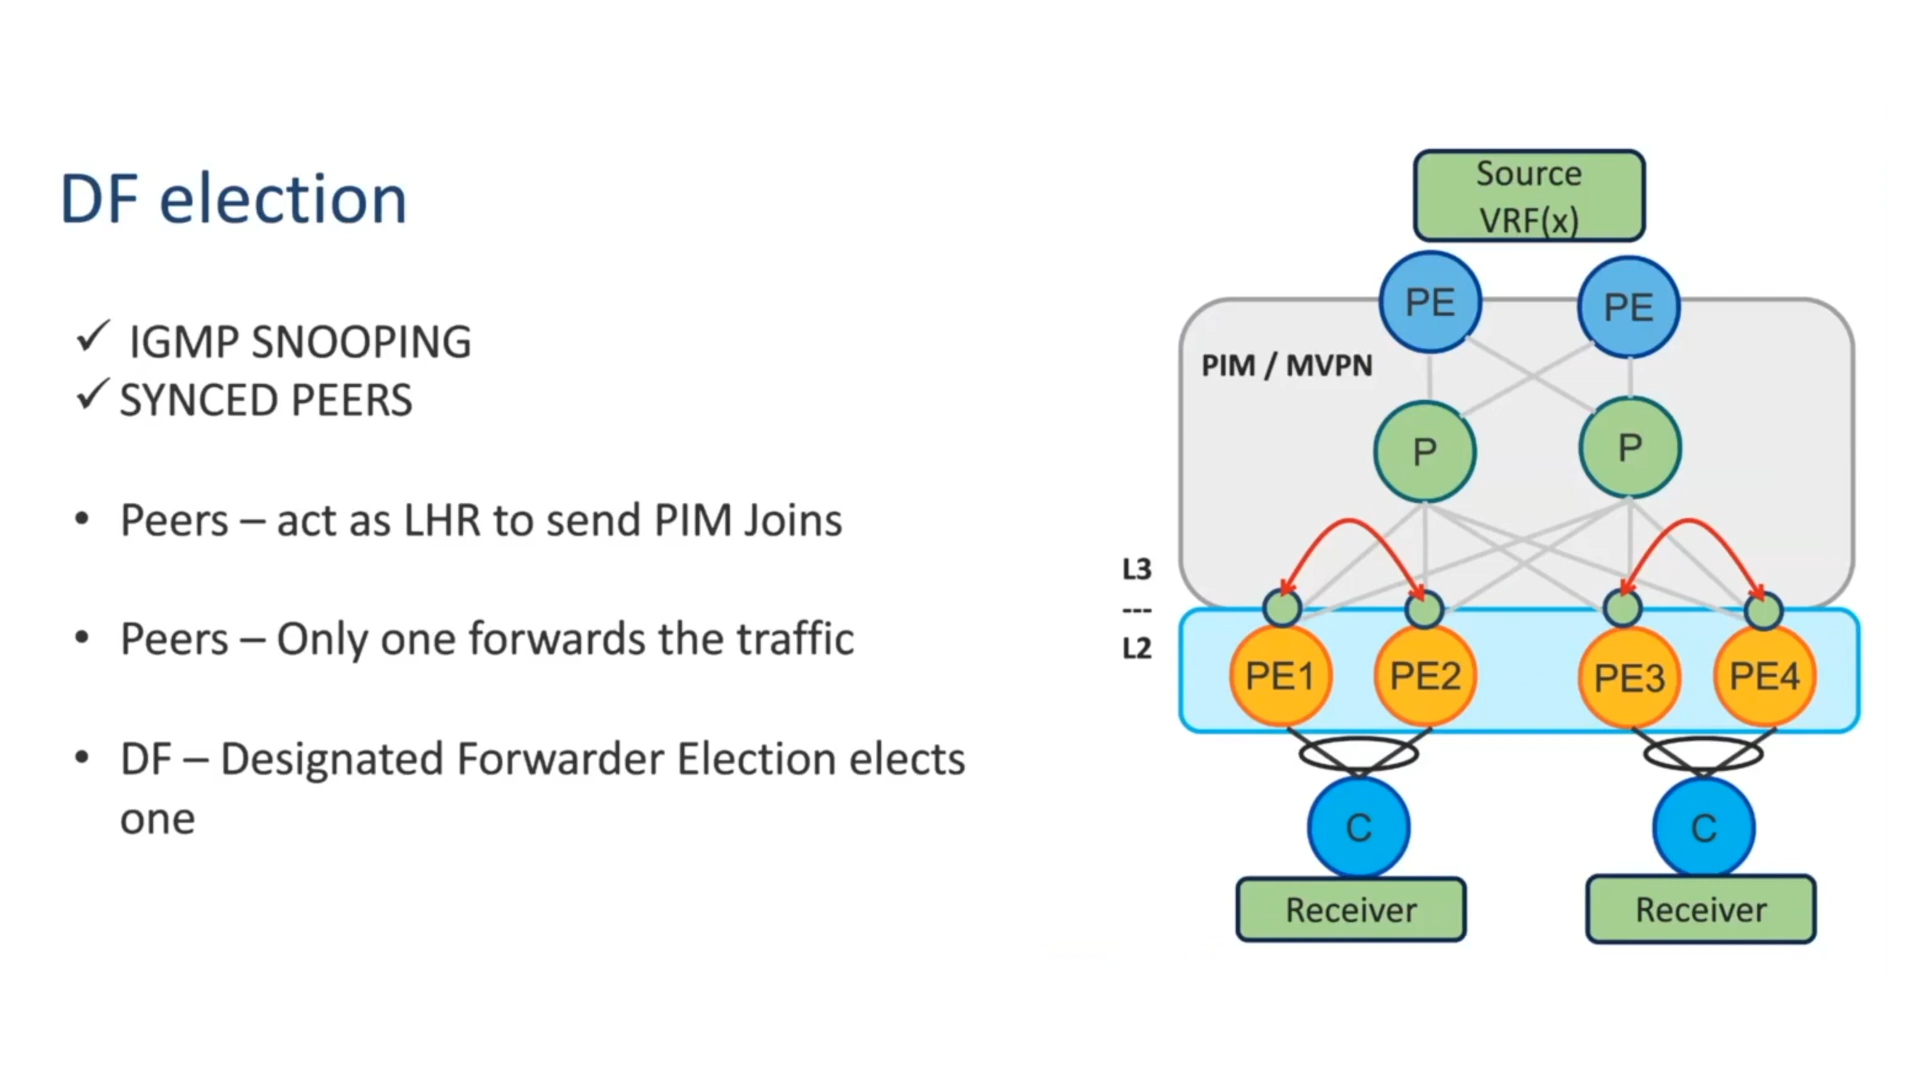 DF election
✓ IGMP SNOOPING
✓ SYNCED PEERS
• Peers – act as LHR to send PIM Joins
• Peers – Only one forwards the traffic
• DF – Designated Forwarder Election elects
one
Source
VRF(x)
PE
PE
PIM / MVPN
P
P
L3
---
L2
PE1
PE2
PE3
PE4
C
C
Receiver
Receiver